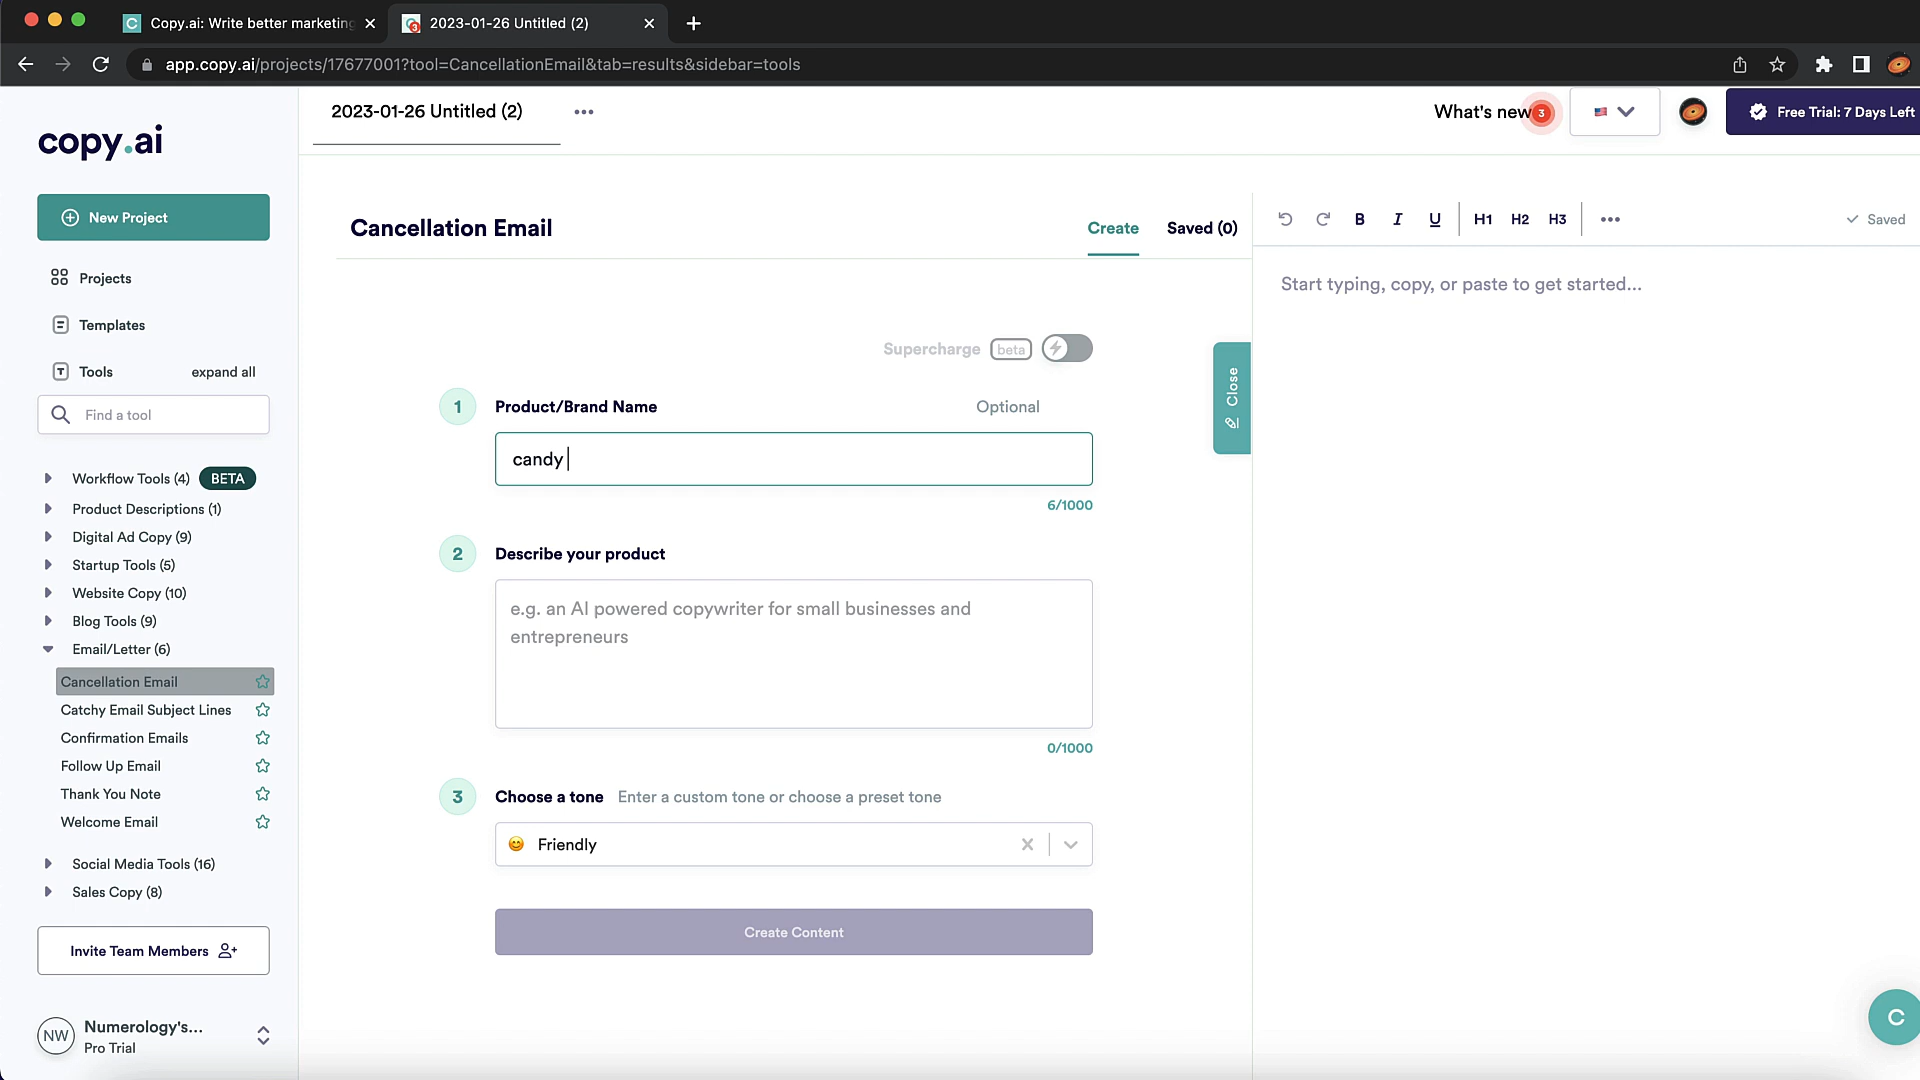 Copy.ai: Write better marketing
2023-01-26 Untitled (2)
app.copy.ai/projects/17677001?tool=CancellationEmail&tab=results&sidebar=tools
copy.ai
2023-01-26 Untitled (2)
What's new 3
Free Trial: 7 Days Left
New Project
Projects
Templates
Tools expand all
Find a tool
Workflow Tools (4) BETA
Product Descriptions (1)
Digital Ad Copy (9)
Startup Tools (5)
Website Copy (10)
Blog Tools (9)
Email/Letter (6)
Cancellation Email
Catchy Email Subject Lines
Confirmation Emails
Follow Up Email
Thank You Note
Welcome Email
Social Media Tools (16)
Sales Copy (8)
Invite Team Members
NW
Numerology's...
Pro Trial
Cancellation Email
Create
Saved (0)
Supercharge beta
1 Product/Brand Name Optional
candy
6/1000
2 Describe your product
e.g. an AI powered copywriter for small businesses and
entrepreneurs
0/1000
3 Choose a tone Enter a custom tone or choose a preset tone
😊 Friendly
Create Content
Close
B I U H1 H2 H3
Saved
Start typing, copy, or paste to get started...
C